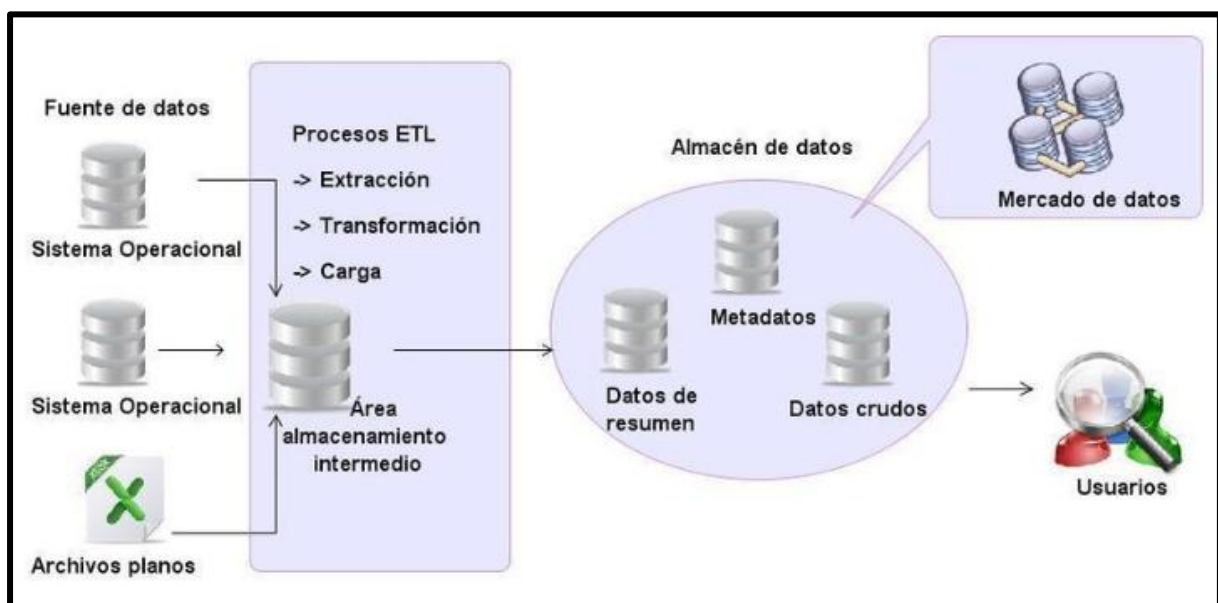 Fuente de datos
Sistema Operacional
Sistema Operacional
Archivos planos
Procesos ETL
-> Extracción
-> Transformación
-> Carga
Área
almacenamiento
intermedio
Almacén de datos
Metadatos
Datos de
resumen
Datos crudos
Mercado de datos
Usuarios